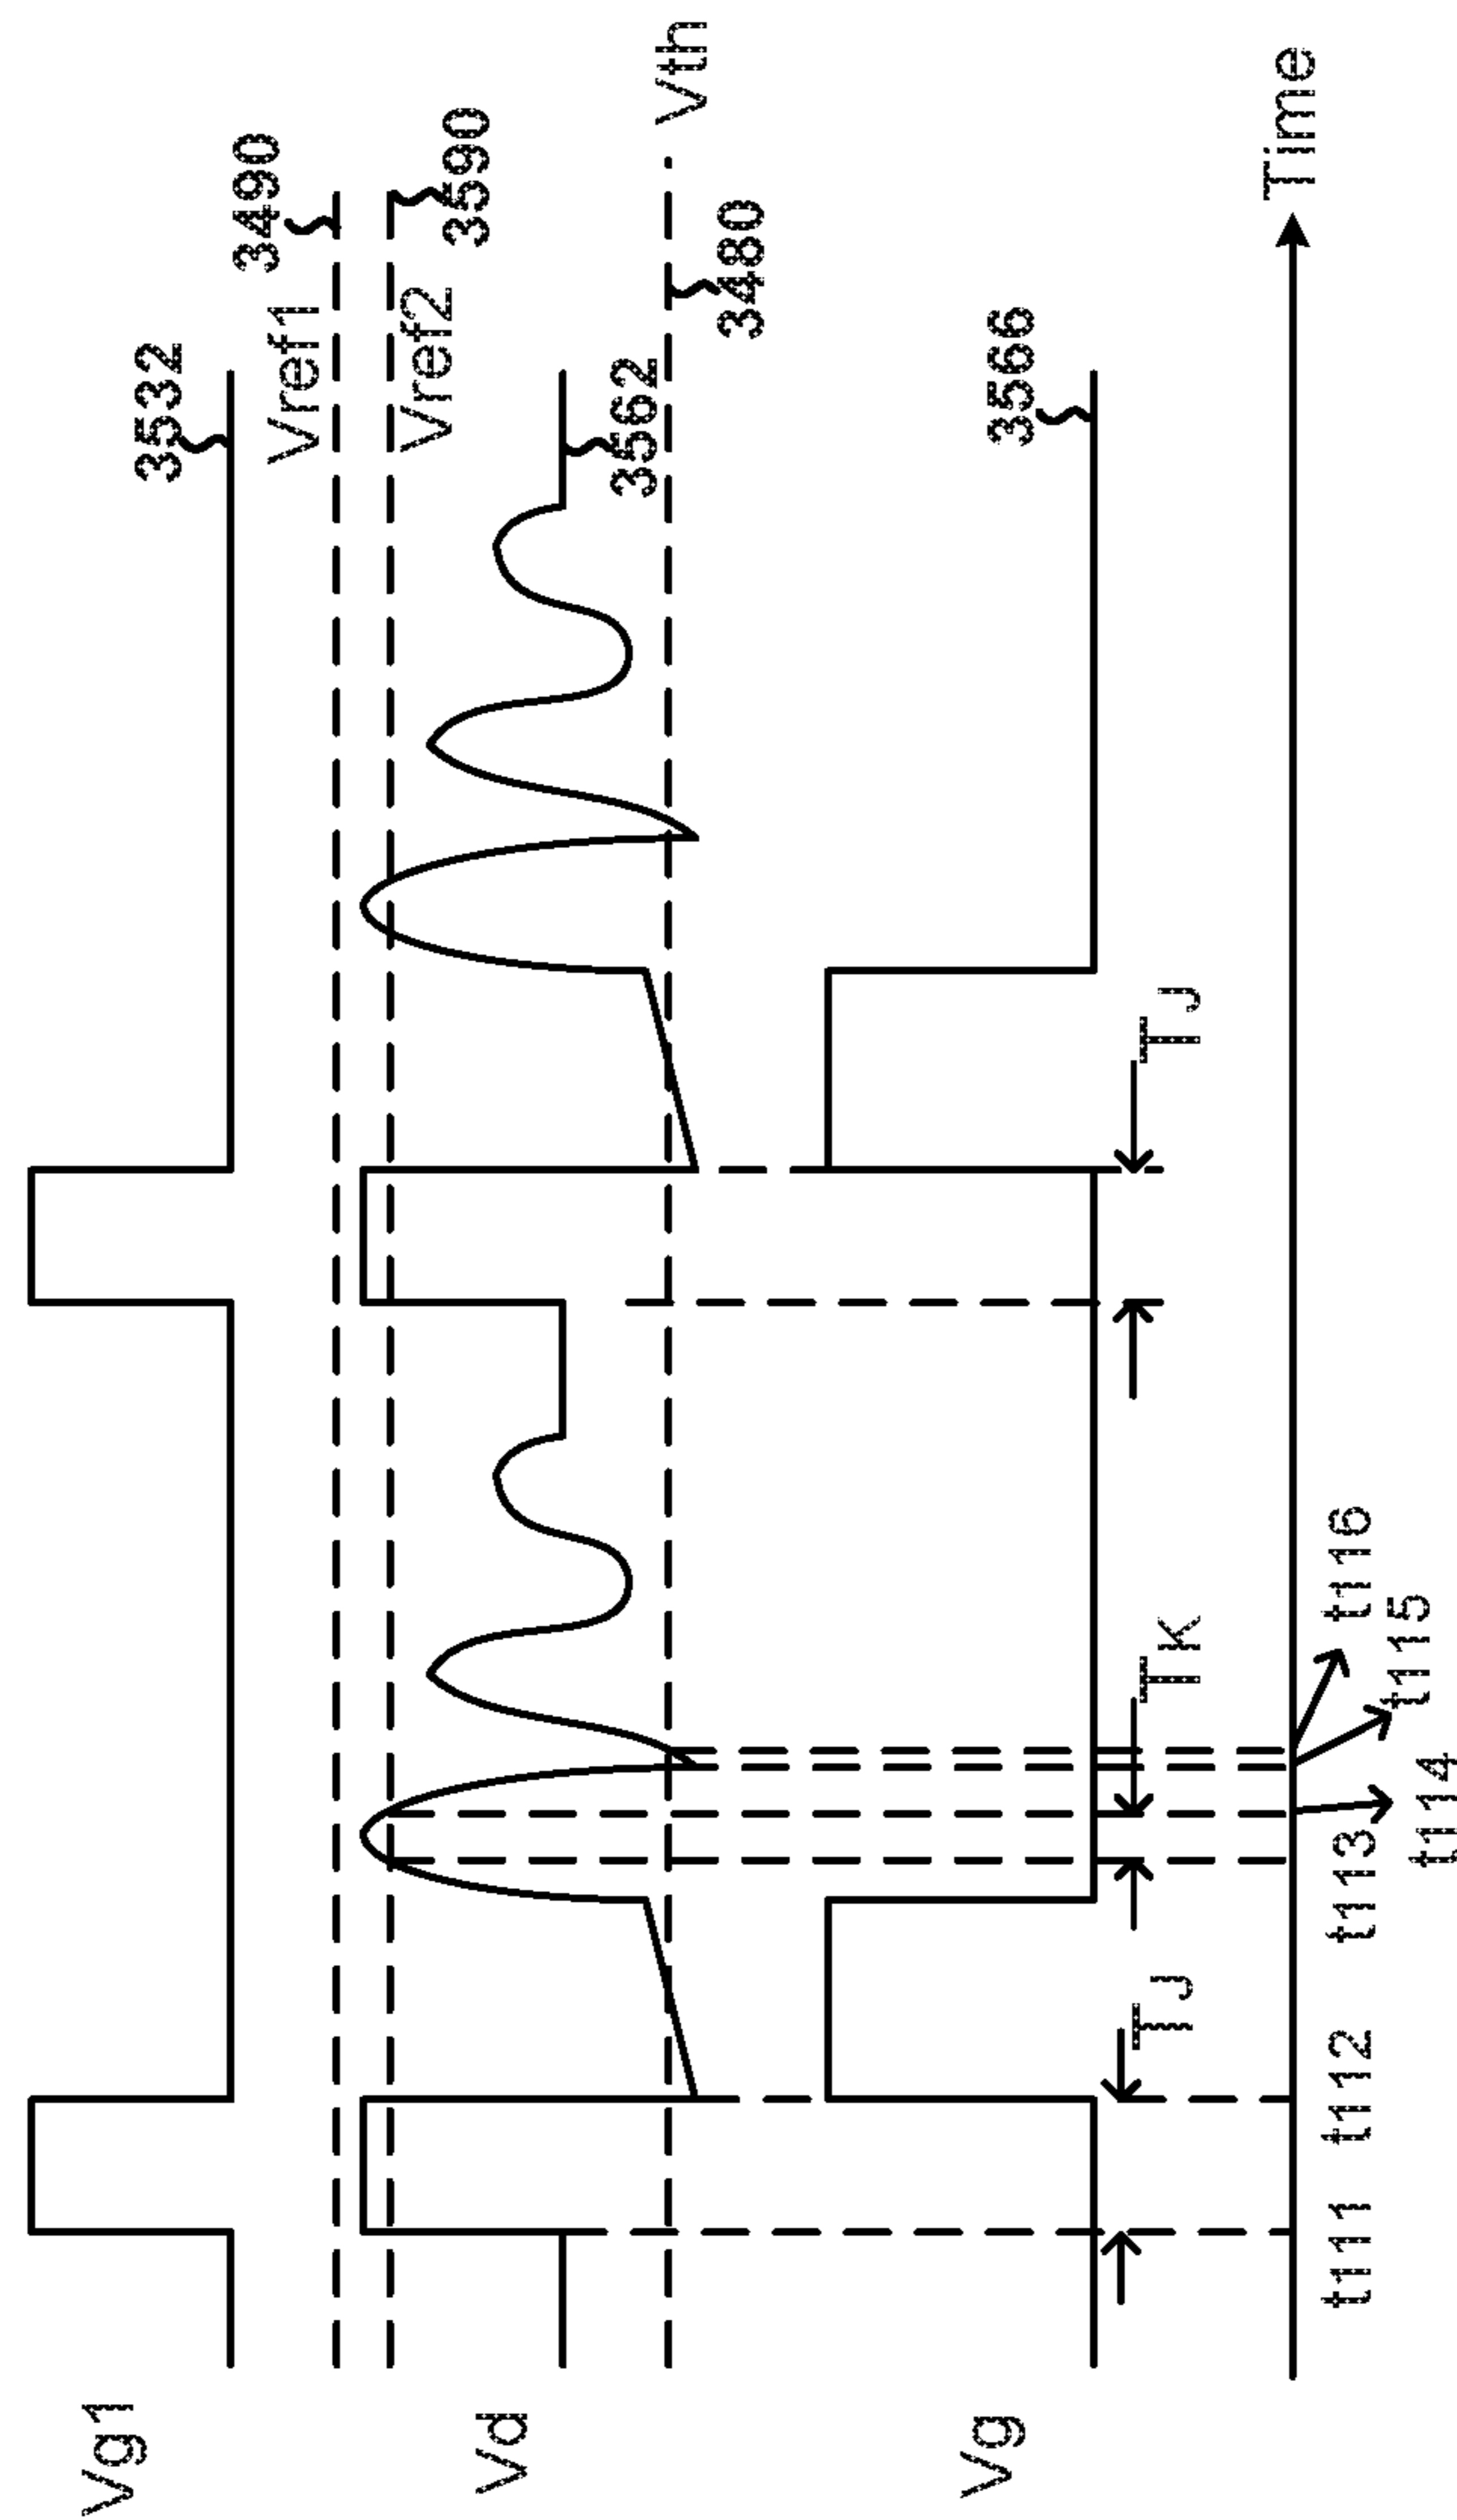 Vg1
3532
Vref1
3490
Vref2
3590
Vd
3562
Vth
3480
Vg
3566
TJ
TK
TJ
Time
t111 t112 t113 t116
t115
t114